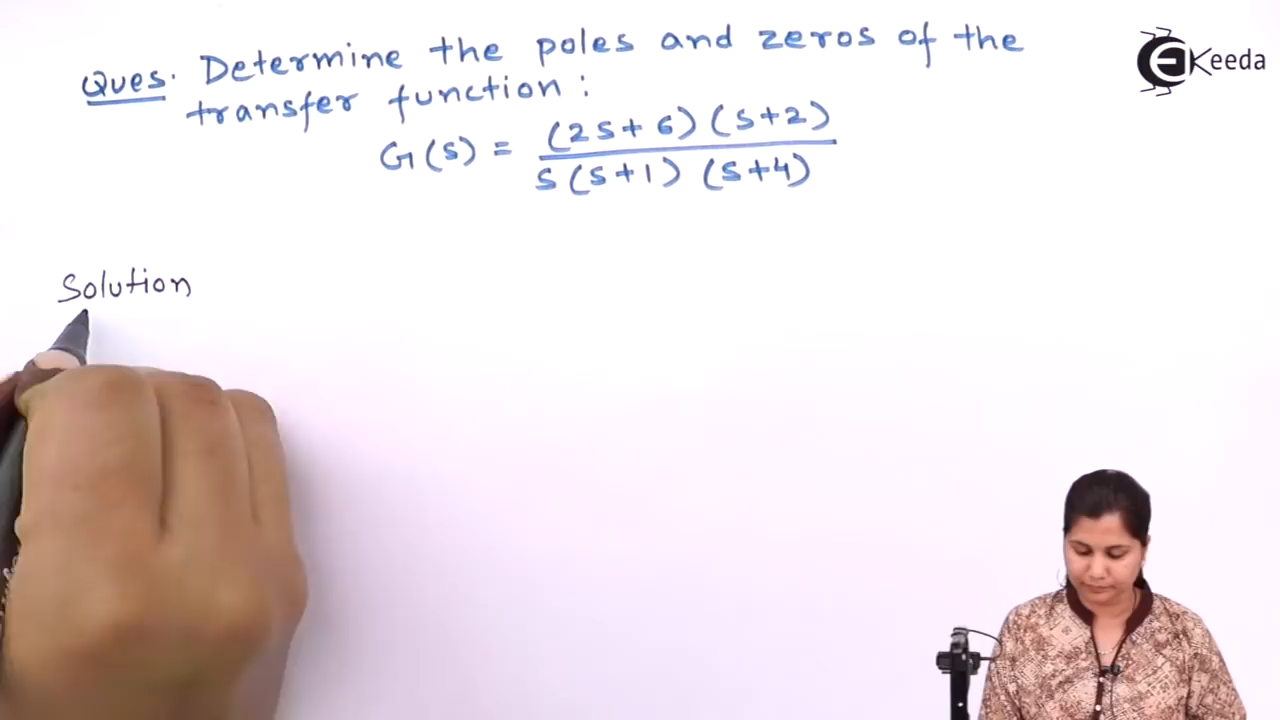 Ques. Determine the poles and zeros of the
transfer function :
G(s) = (2s+6)(s+2) / s(s+1)(s+4)
Solution
EKeeda